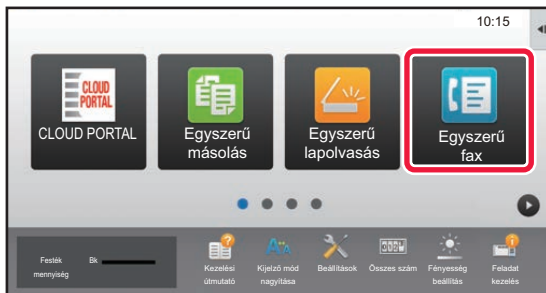 10:15
CLOUD
PORTAL
CLOUD PORTAL
Egyszerű
másolás
Egyszerű
lapolvasás
Egyszerű
fax
Festék
mennyiség
Bk
Kezelési
útmutató
Kijelző mód
nagyítása
Beállítások
Összes szám
Fényesség
beállítás
Feladat
kezelés